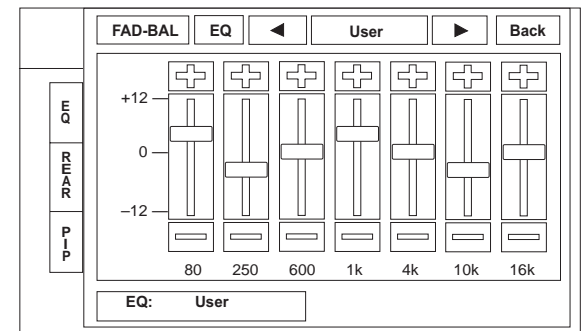 FAD-BAL EQ User Back
EQ
REAR
PIP
+12
0
–12
80 250 600 1k 4k 10k 16k
EQ: User